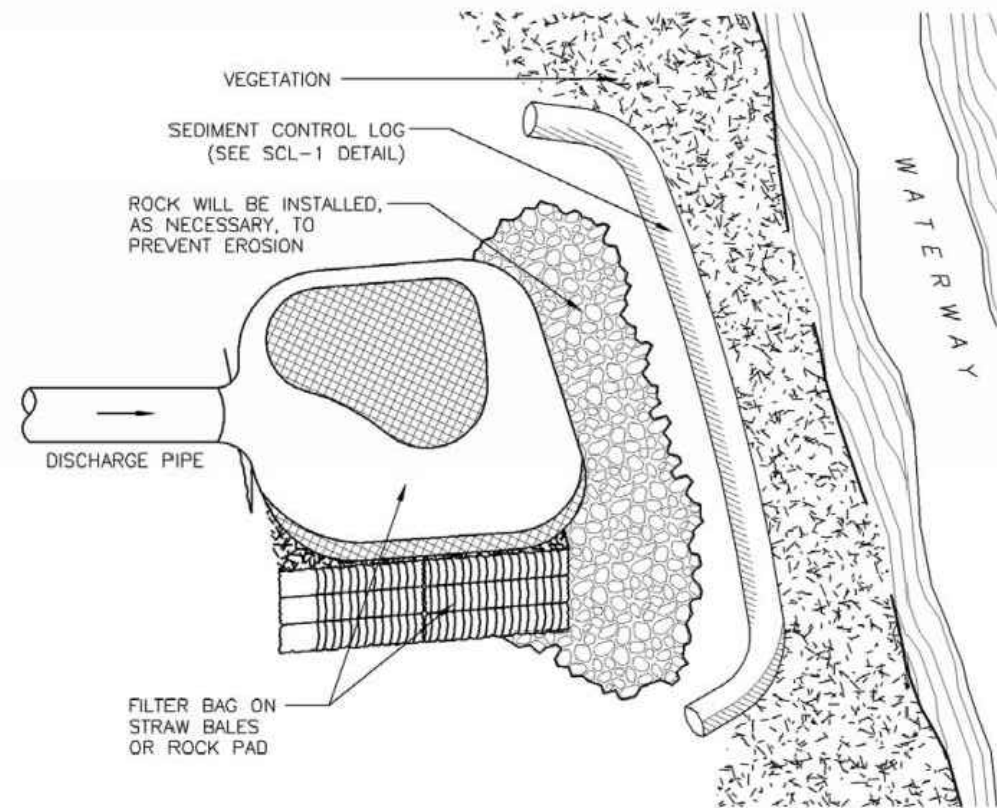 VEGETATION
SEDIMENT CONTROL LOG
(SEE SCL-1 DETAIL)
ROCK WILL BE INSTALLED,
AS NECESSARY, TO
PREVENT EROSION
DISCHARGE PIPE
FILTER BAG ON
STRAW BALES
OR ROCK PAD
WATERWAY